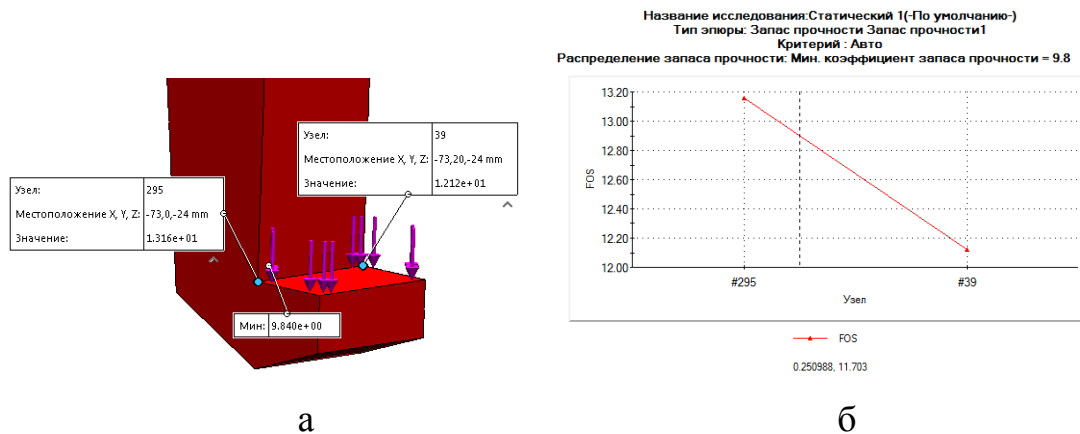 Узел: 39
Местоположение X, Y, Z: -73,20,-24 mm
Значение: 1.212e+01
Узел: 295
Местоположение X, Y, Z: -73,0,-24 mm
Значение: 1.316e+01
Мин: 9.840e+00
а
Название исследования:Статический 1(-По умолчанию-)
Тип эпюры: Запас прочности Запас прочности1
Критерий : Авто
Распределение запаса прочности: Мин. коэффициент запаса прочности = 9.8
13.20
13.00
12.80
12.60
12.40
12.20
12.00
FOS
#295 #39
Узел
FOS
0.250988, 11.703
б